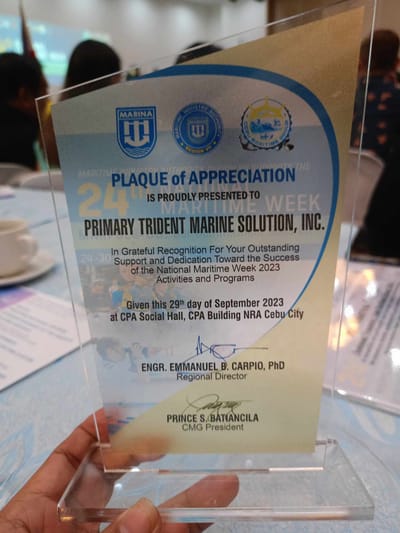 MARINA
PLAQUE of APPRECIATION
IS PROUDLY PRESENTED TO
24th
MARITIME WEEK
PRIMARY TRIDENT MARINE SOLUTION, INC.
In Grateful Recognition For Your Outstanding
Support and Dedication Toward the Success
of the National Maritime Week 2023
Activities and Programs
Given this 29th day of September 2023
at CPA Social Hall, CPA Building NRA Cebu City
ENGR. EMMANUEL B. CARPIO, PhD
Regional Director
PRINCE S. BATIANCILA
CMG President